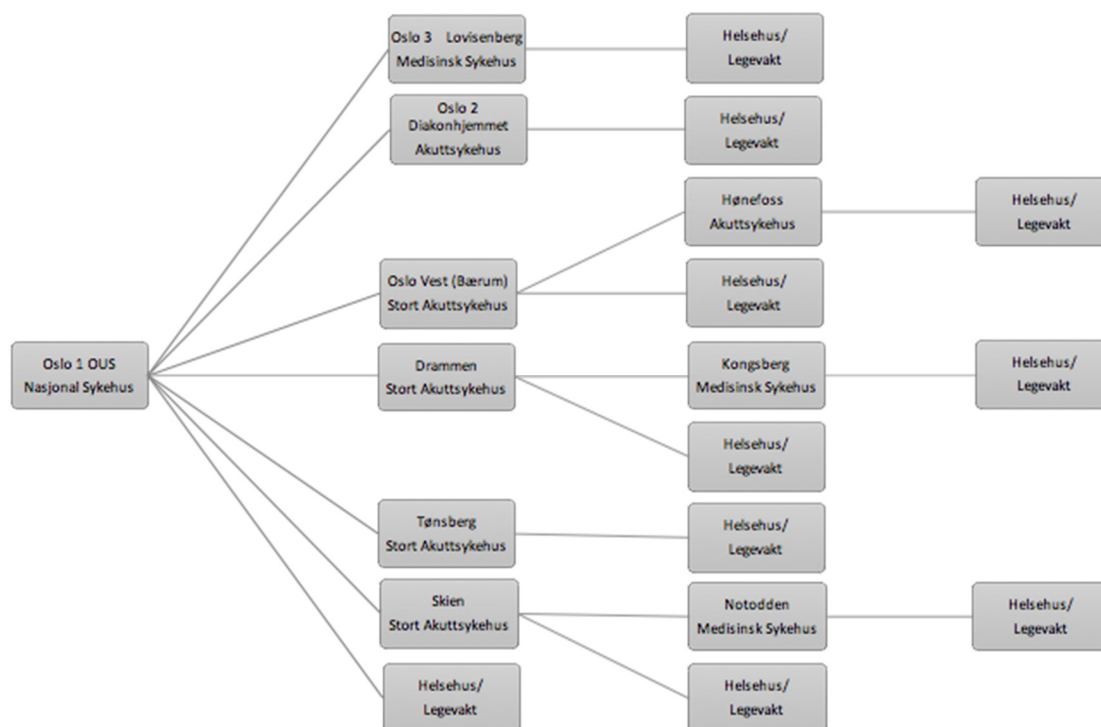 Oslo 3 Lovisenberg
Medisinsk Sykehus
Helsehus/
Legevakt
Oslo 2
Diakonhjemmet
Akuttsykehus
Helsehus/
Legevakt
Hønefoss
Akuttsykehus
Helsehus/
Legevakt
Oslo Vest (Bærum)
Stort Akuttsykehus
Helsehus/
Legevakt
Oslo 1 OUS
Nasjonal Sykehus
Drammen
Stort Akuttsykehus
Kongsberg
Medisinsk Sykehus
Helsehus/
Legevakt
Helsehus/
Legevakt
Tønsberg
Stort Akuttsykehus
Helsehus/
Legevakt
Skien
Stort Akuttsykehus
Notodden
Medisinsk Sykehus
Helsehus/
Legevakt
Helsehus/
Legevakt
Helsehus/
Legevakt